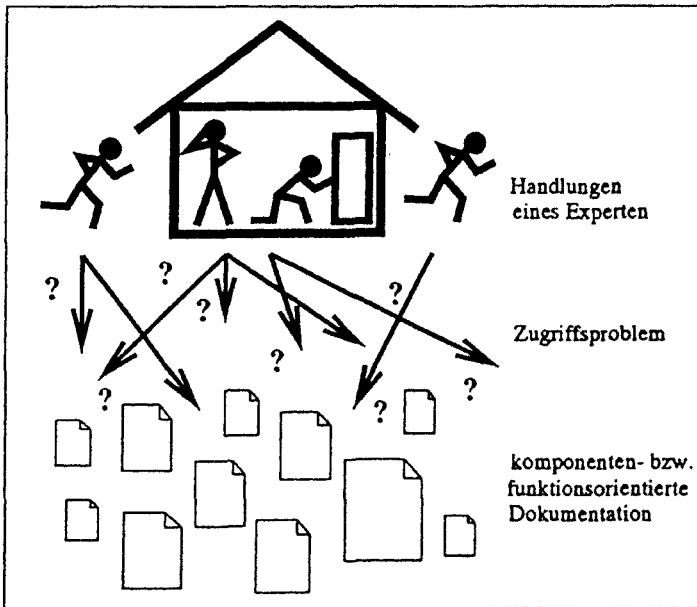 Handlungen
eines Experten
?
?
?
?
Zugriffsproblem
?
?
?
?
komponenten- bzw.
funktionsorientierte
Dokumentation